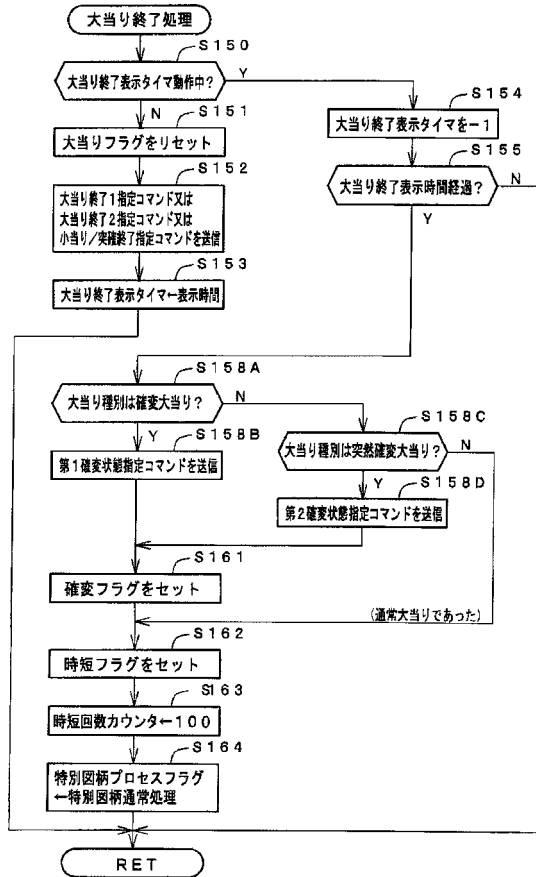 大当り終了処理
S150
大当り終了表示タイマ動作中?
Y
N
S151
大当りフラグをリセット
S152
大当り終了1指定コマンド又は
大当り終了2指定コマンド又は
小当り/突確終了指定コマンドを送信
S153
大当り終了表示タイマ←表示時間
S154
大当り終了表示タイマを-1
S155
大当り終了表示時間経過?
N
Y
S158A
大当り種別は確変大当り?
N
Y
S158B
第1確変状態指定コマンドを送信
S158C
大当り種別は突然確変大当り?
N
Y
S158D
第2確変状態指定コマンドを送信
S161
確変フラグをセット
(通常大当りであった)
S162
時短フラグをセット
S163
時短回数カウンタ←100
S164
特別図柄プロセスフラグ
←特別図柄通常処理
RET